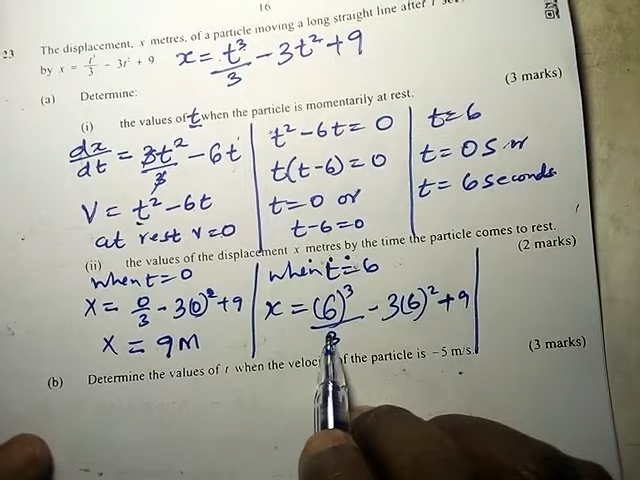 16
23 The displacement, x metres, of a particle moving a long straight line after t
by x = t³/3 - 3t² + 9.
x = t³/3 - 3t² + 9
(a) Determine:
(i) the values of t when the particle is momentarily at rest. (3 marks)
dx/dt = 3t²/3 - 6t
V = t² - 6t
at rest v=0
t² - 6t = 0
t(t-6) = 0
t=0 or
t-6=0
t=6
t=0s or
t=6 seconds
(ii) the values of the displacement x metres by the time the particle comes to rest. (2 marks)
when t=0
x = 0/3 - 3(0)² + 9
x = 9m
when t=6
x = (6)³/3 - 3(6)² + 9
(b) Determine the values of t when the of the particle is -5 m/s. (3 marks)